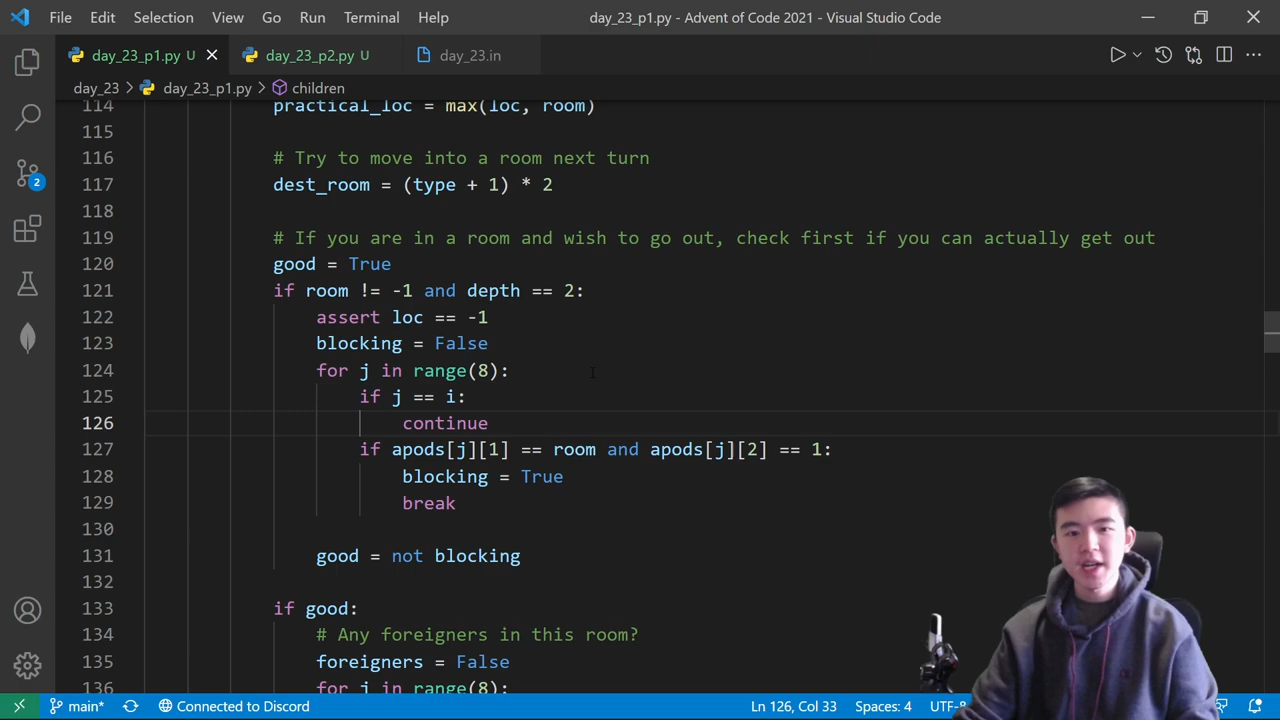 File Edit Selection View Go Run Terminal Help day_23_p1.py - Advent of Code 2021 - Visual Studio Code
day_23_p1.py U day_23_p2.py U day_23.in
day_23 > day_23_p1.py > children
114 practical_loc = max(loc, room)
115
116 # Try to move into a room next turn
117 dest_room = (type + 1) * 2
118
119 # If you are in a room and wish to go out, check first if you can actually get out
120 good = True
121 if room != -1 and depth == 2:
122 assert loc == -1
123 blocking = False
124 for j in range(8):
125 if j == i:
126 continue
127 if apods[j][1] == room and apods[j][2] == 1:
128 blocking = True
129 break
130
131 good = not blocking
132
133 if good:
134 # Any foreigners in this room?
135 foreigners = False
136 for j in range(8):
2
main* Connected to Discord Ln 126, Col 33 Spaces: 4 UTF-8